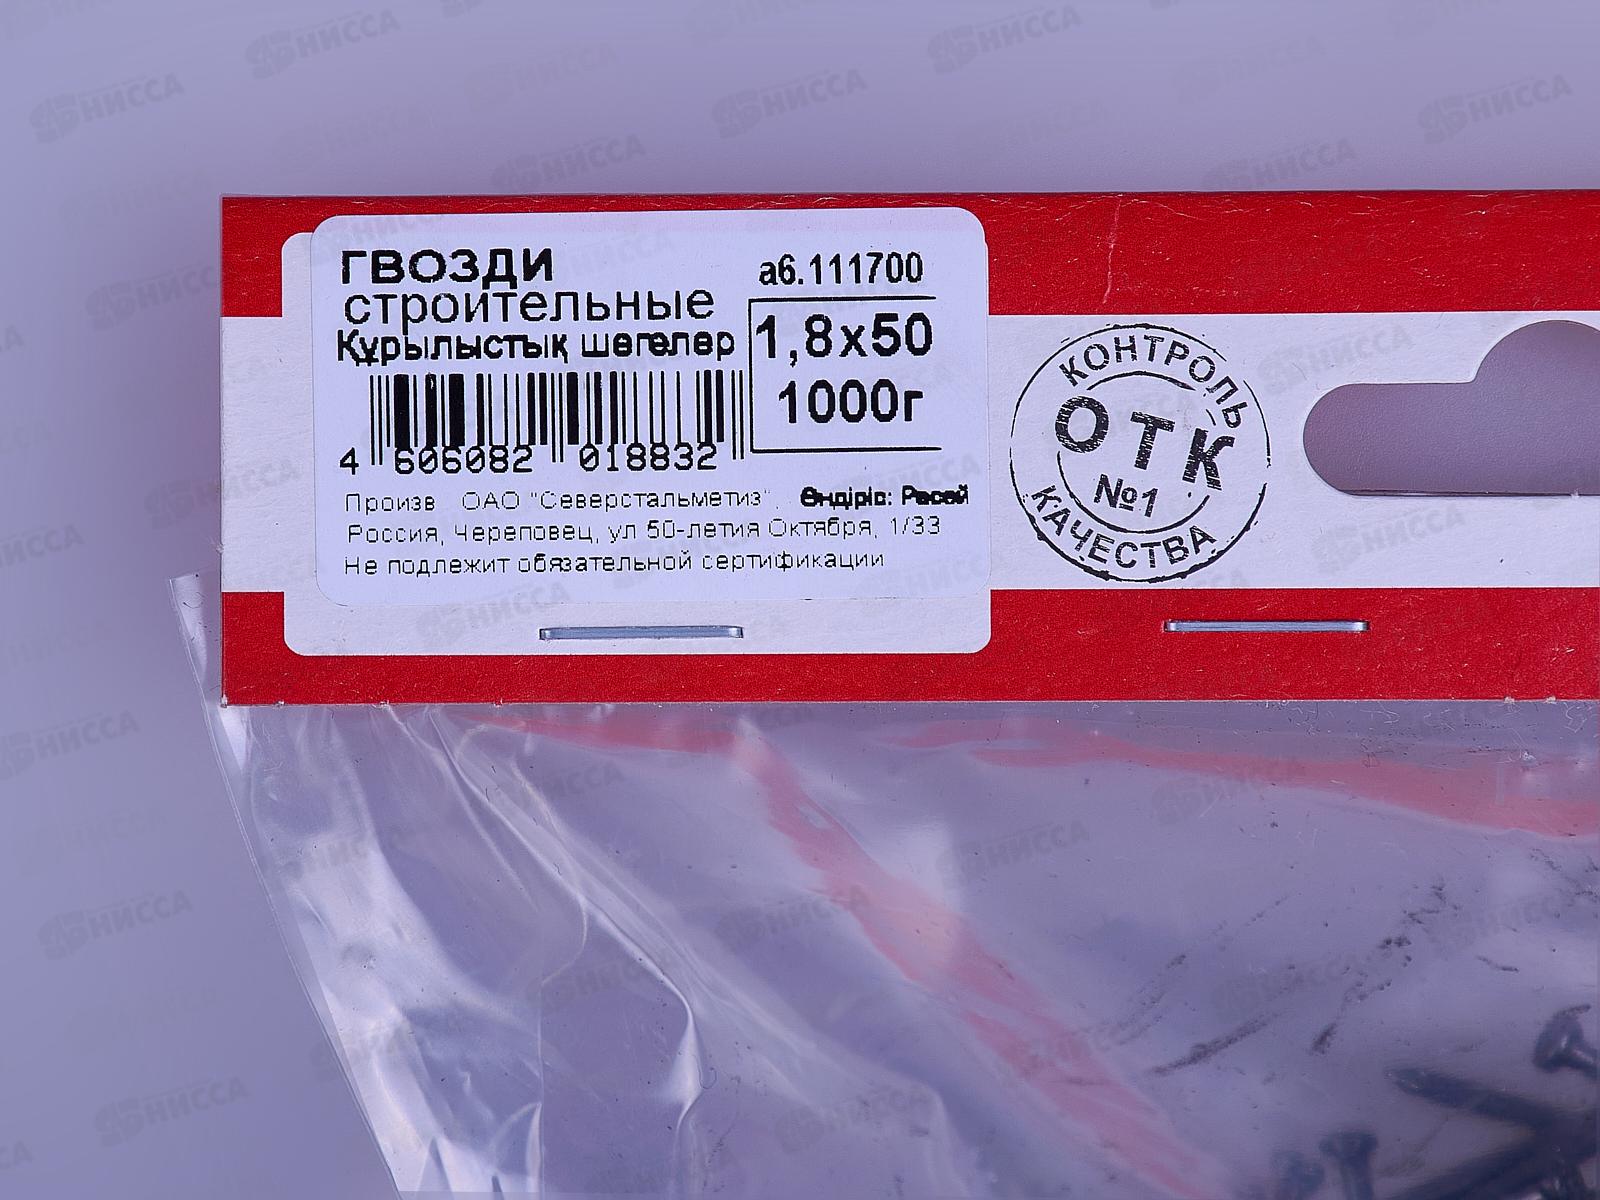 ГВОЗДИ
строительные
Құрылыстық шегелер
а6.111700
1,8х50
1000г
4 606082 018832
Произв ОАО "Северстальметиз". Өндіріс: Ресей
Россия, Череповец, ул 50-летия Октября, 1/33
Не подлежит обязательной сертификации
КОНТРОЛЬ
ОТК
№1
КАЧЕСТВА
НИССА